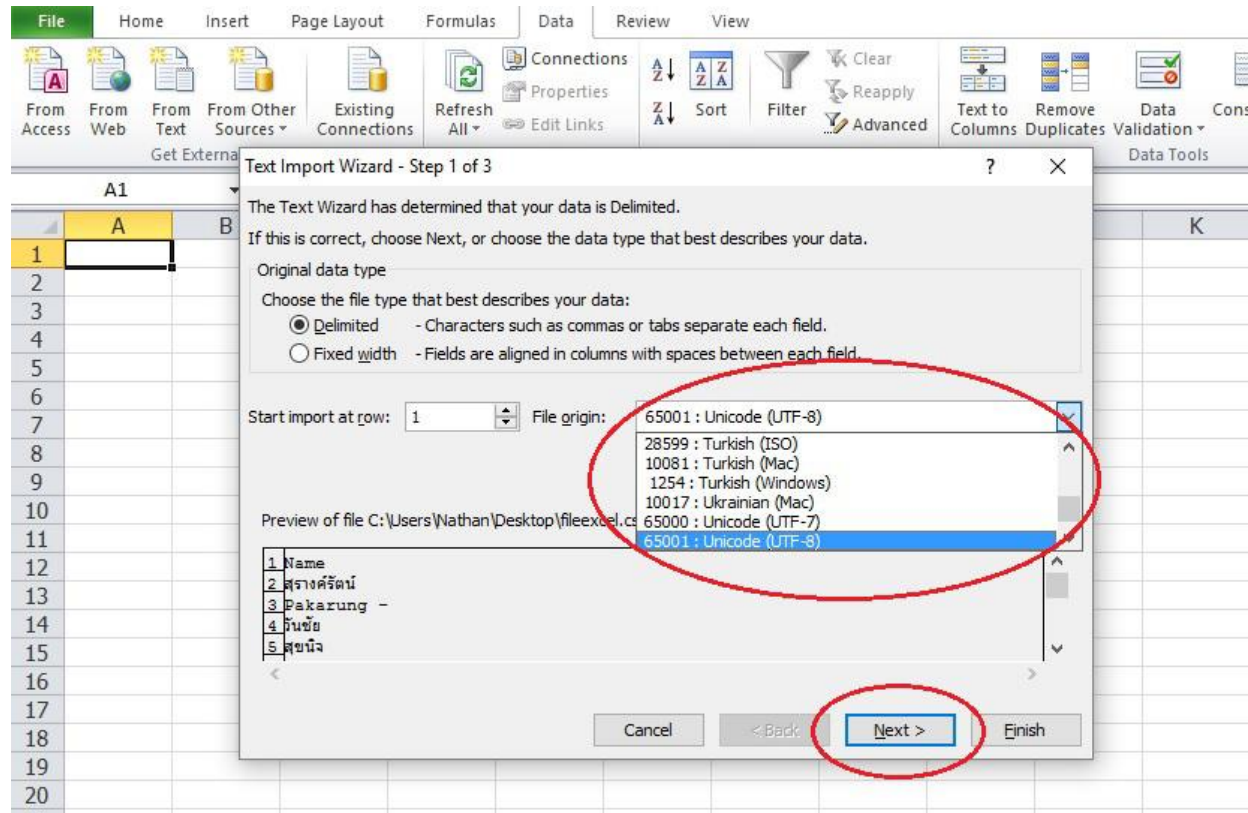 File Home Insert Page Layout Formulas Data Review View
Connections Clear
Properties Reapply
From Access From Web From Text From Other Sources Existing Connections Refresh All Edit Links Sort Filter Advanced Text to Columns Remove Duplicates Data Validation Cons
Get Externa Data Tools
Text Import Wizard - Step 1 of 3 ? X
A1
The Text Wizard has determined that your data is Delimited.
A B K
If this is correct, choose Next, or choose the data type that best describes your data.
1
Original data type
2
Choose the file type that best describes your data:
3
Delimited - Characters such as commas or tabs separate each field.
4
Fixed width - Fields are aligned in columns with spaces between each field.
5
6
Start import at row: 1 File origin: 65001 : Unicode (UTF-8)
7
28599 : Turkish (ISO)
8
10081 : Turkish (Mac)
9
1254 : Turkish (Windows)
10017 : Ukrainian (Mac)
10
Preview of file C:\Users\Nathan\Desktop\fileexcel.cs 65000 : Unicode (UTF-7)
11
65001 : Unicode (UTF-8)
12
1 Name
2 สุรางค์รัตน์
13
3 Pakarung -
14
4 วันชัย
15
5 สุขนิจ
16
17
Cancel < Back Next > Finish
18
19
20